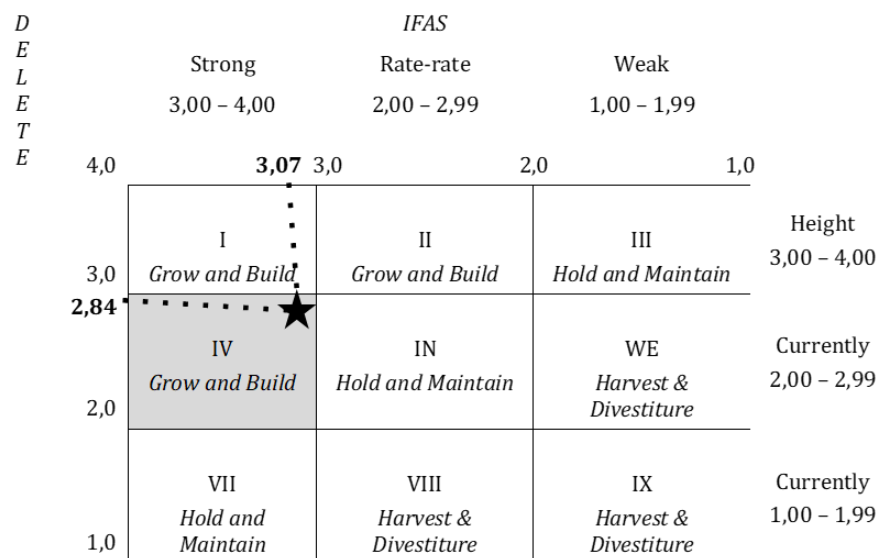 D
E
L
E
T
E
IFAS
Strong Rate-rate Weak
3,00 – 4,00 2,00 – 2,99 1,00 – 1,99
4,0 3,07 3,0 2,0 1,0
I II III
Grow and Build Grow and Build Hold and Maintain
Height
3,00 – 4,00
3,0
2,84
IV IN WE
Grow and Build Hold and Maintain Harvest &
Divestiture
Currently
2,00 – 2,99
2,0
VII VIII IX
Hold and Harvest & Harvest &
Maintain Divestiture Divestiture
Currently
1,00 – 1,99
1,0